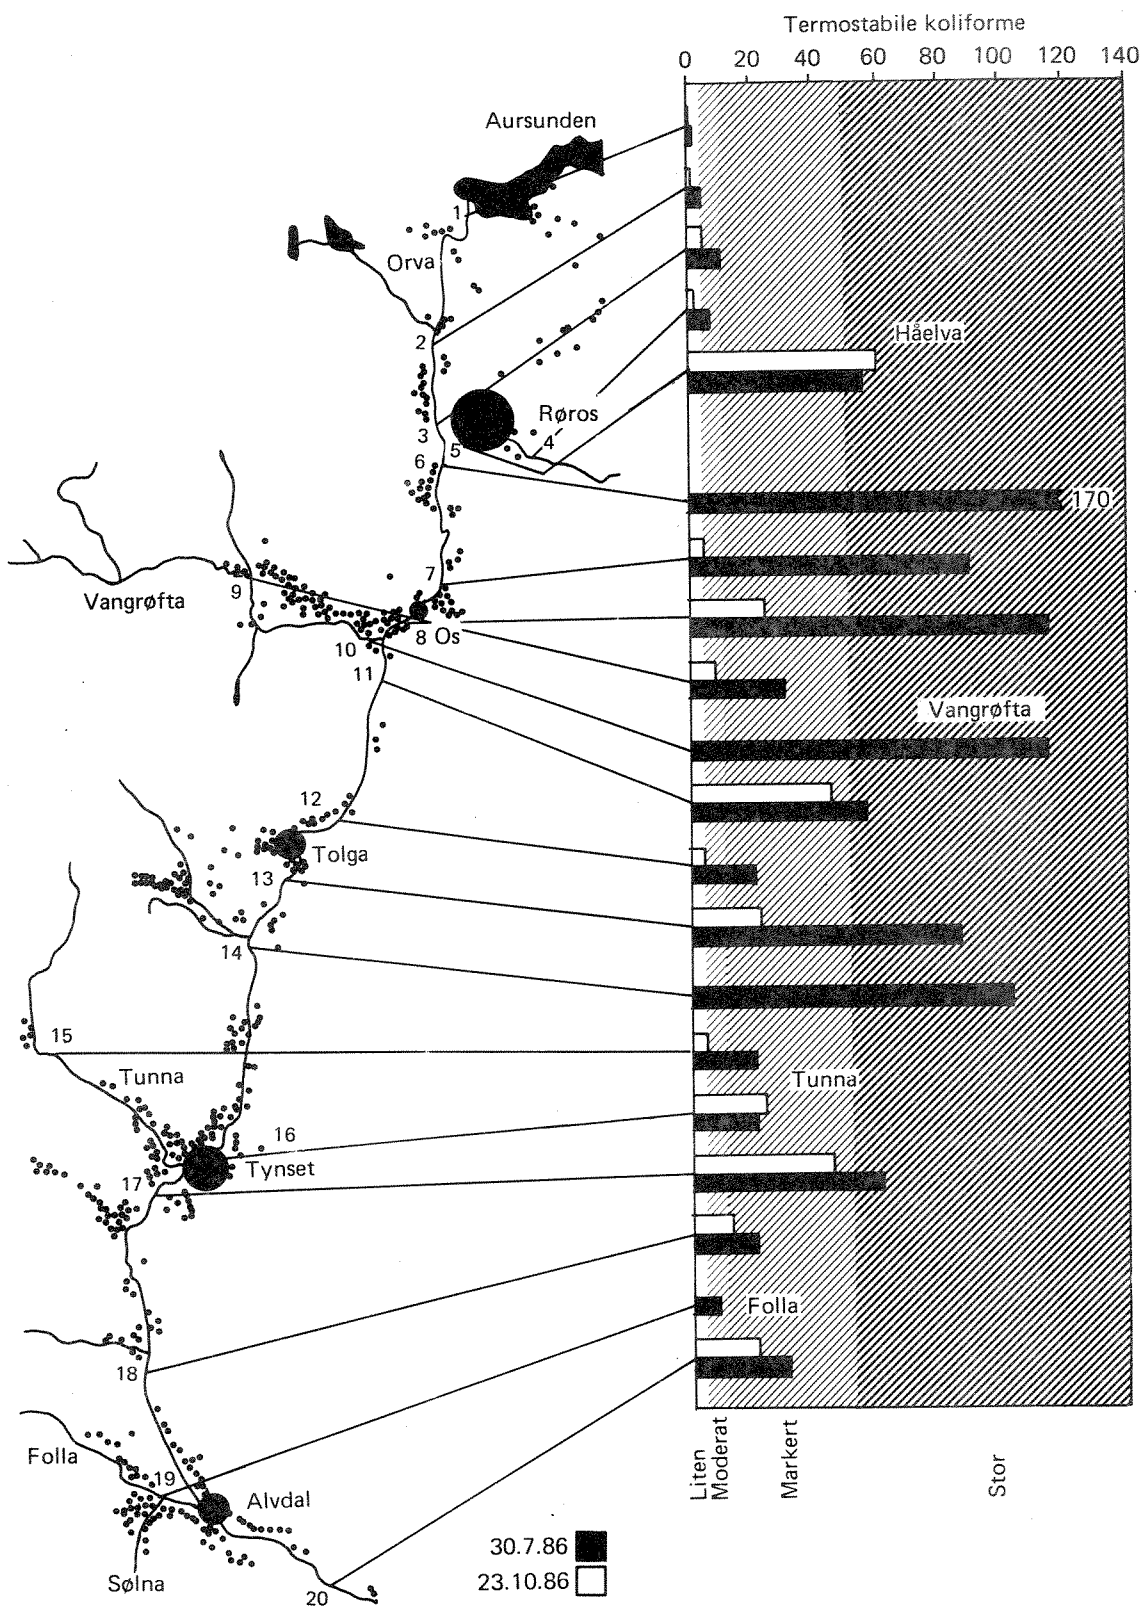 Termostabile koliforme
0 20 40 60 80 100 120 140
Aursunden
1
Orva
2
Håelva
3
Røros
4
5
6
170
7
9
Vangrøfta
8 Os
10
11
Vangrøfta
12
Tolga
13
14
15
Tunna
Tunna
16
Tynset
17
Folla
18
Liten
Moderat
Markert
Stor
Folla
19
Alvdal
30.7.86
23.10.86
Sølna
20